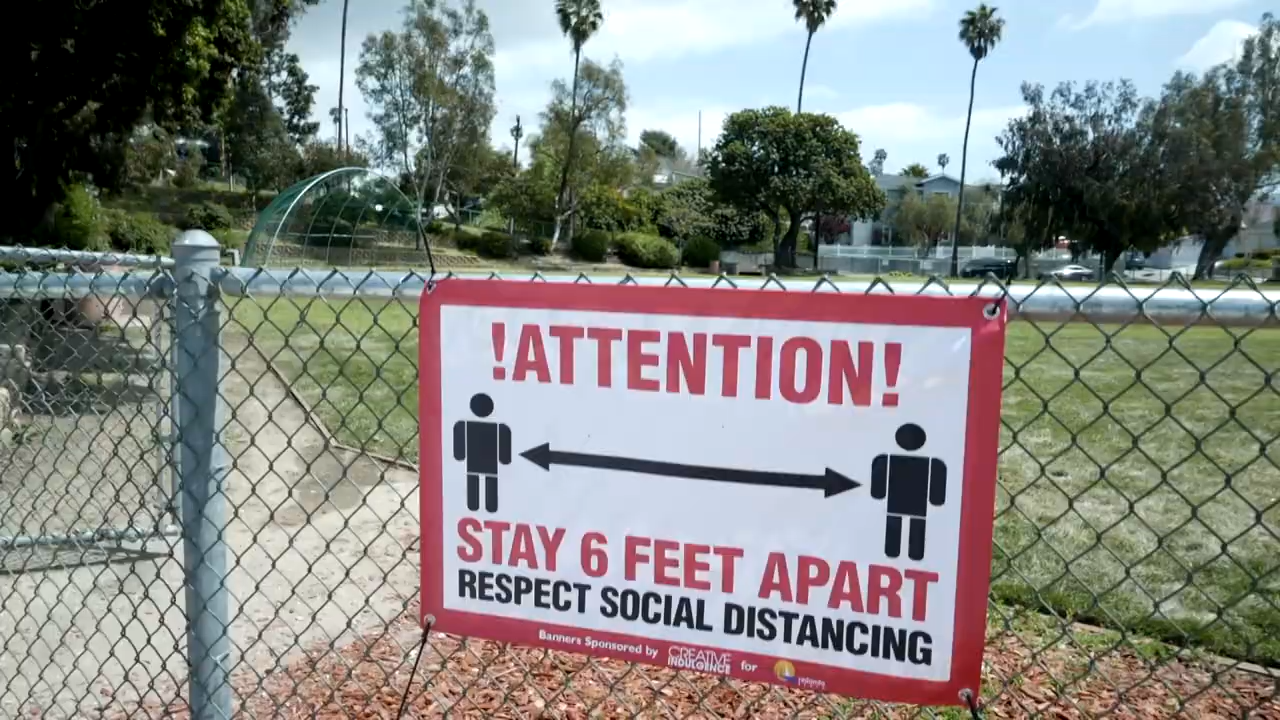 !ATTENTION!
STAY 6 FEET APART
RESPECT SOCIAL DISTANCING
Banners Sponsored by CREATIVE INDULGENCE for